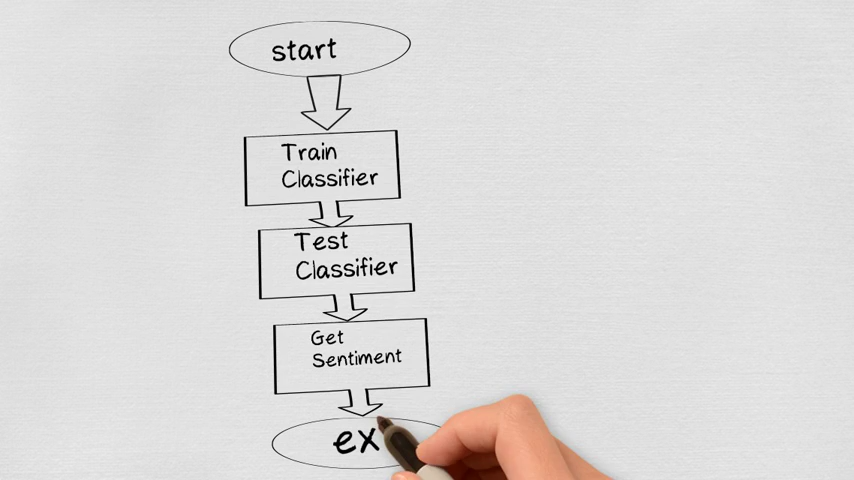 start
Train
Classifier
Test
Classifier
Get
Sentiment
ex